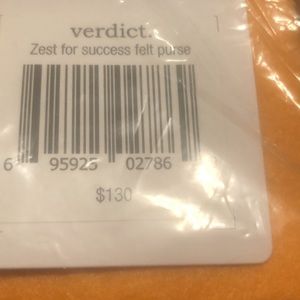 verdict.
Zest for success felt purse
6 95925 02786
$130